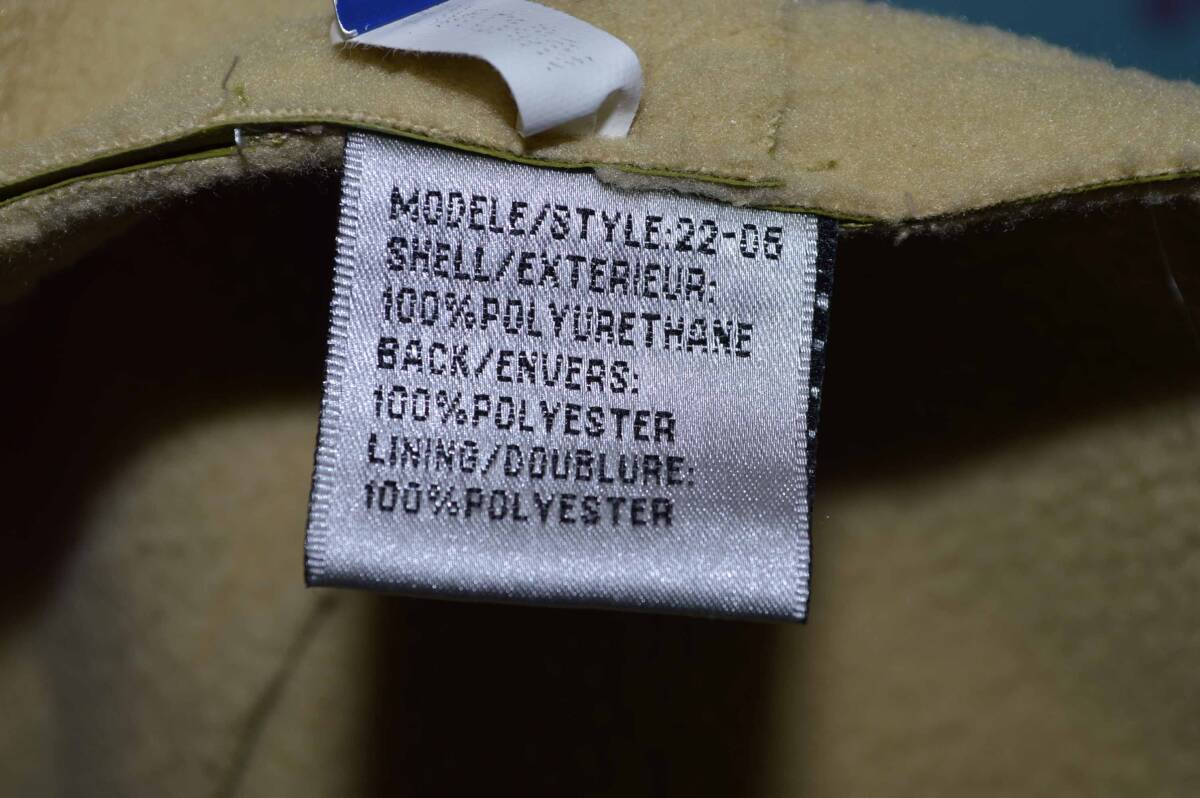 MODELE/STYLE:22-06
SHELL/EXTERIEUR:
100%POLYURETHANE
BACK/ENVERS:
100%POLYESTER
LINING/DOUBLURE:
100%POLYESTER